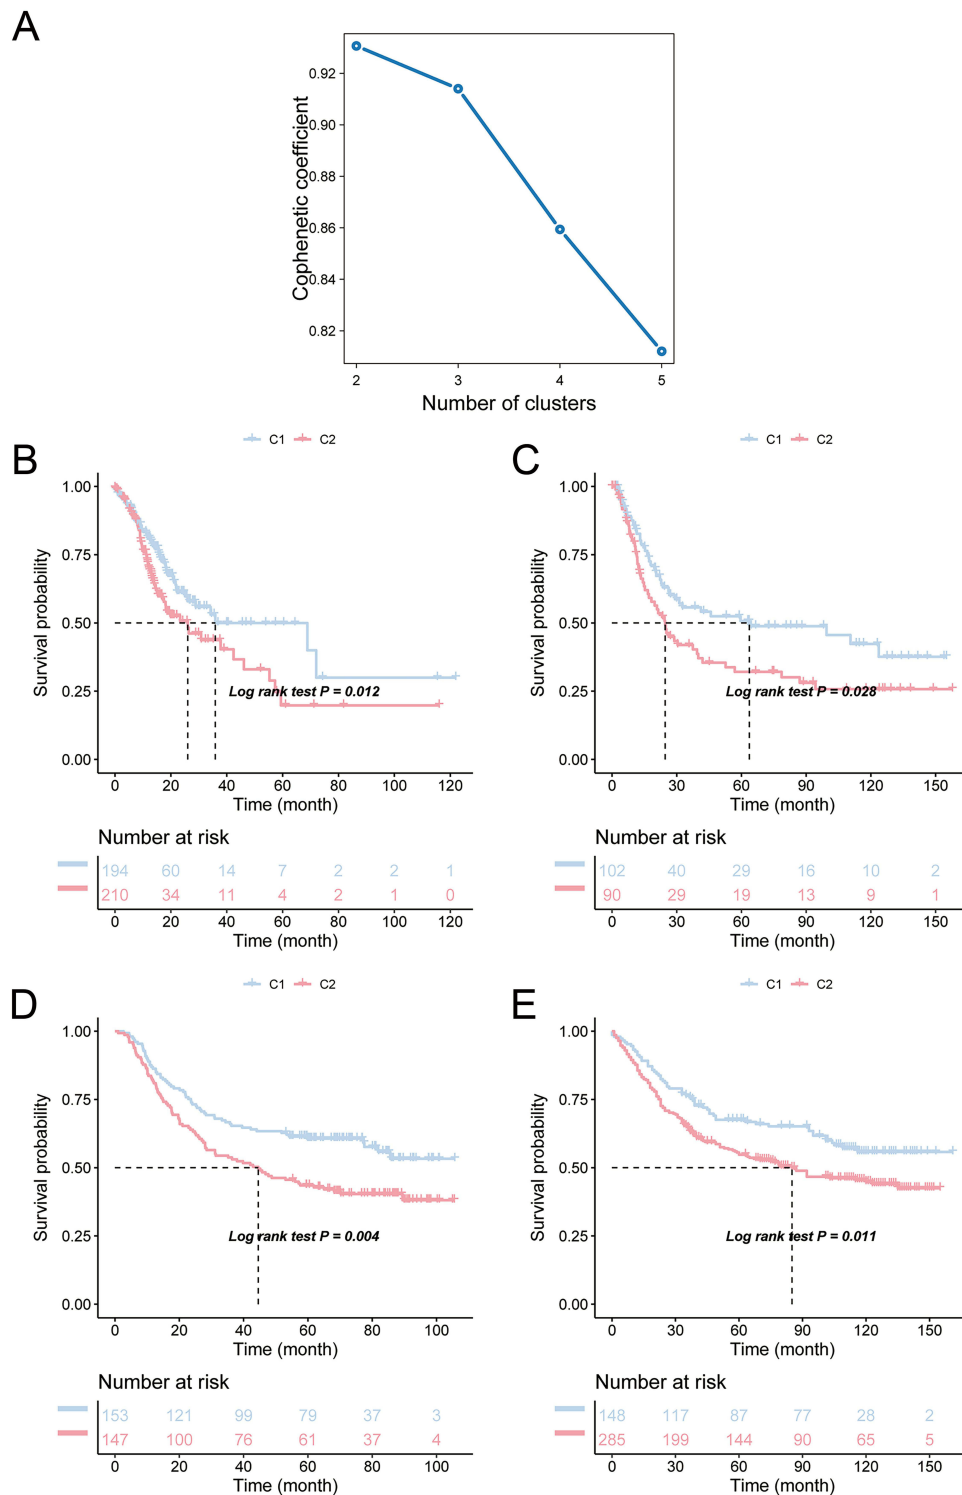 A
Cophenetic coefficient
0.92
0.90
0.88
0.86
0.84
0.82
2 3 4 5
Number of clusters
B
C1 C2
Survival probability
1.00
0.75
0.50
0.25
0.00
Log rank test P = 0.012
0 20 40 60 80 100 120
Time (month)
Number at risk
194 60 14 7 2 2 1
210 34 11 4 2 1 0
0 20 40 60 80 100 120
Time (month)
C
C1 C2
Survival probability
1.00
0.75
0.50
0.25
0.00
Log rank test P = 0.028
0 30 60 90 120 150
Time (month)
Number at risk
102 40 29 16 10 2
90 29 19 13 9 1
0 30 60 90 120 150
Time (month)
D
C1 C2
Survival probability
1.00
0.75
0.50
0.25
0.00
Log rank test P = 0.004
0 20 40 60 80 100
Time (month)
Number at risk
153 121 99 79 37 3
147 100 76 61 37 4
0 20 40 60 80 100
Time (month)
E
C1 C2
Survival probability
1.00
0.75
0.50
0.25
0.00
Log rank test P = 0.011
0 30 60 90 120 150
Time (month)
Number at risk
148 117 87 77 28 2
285 199 144 90 65 5
0 30 60 90 120 150
Time (month)